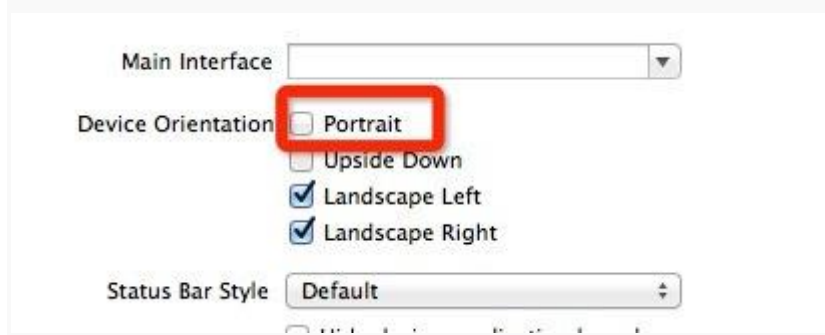 Main Interface
Device Orientation Portrait
Upside Down
Landscape Left
Landscape Right
Status Bar Style Default